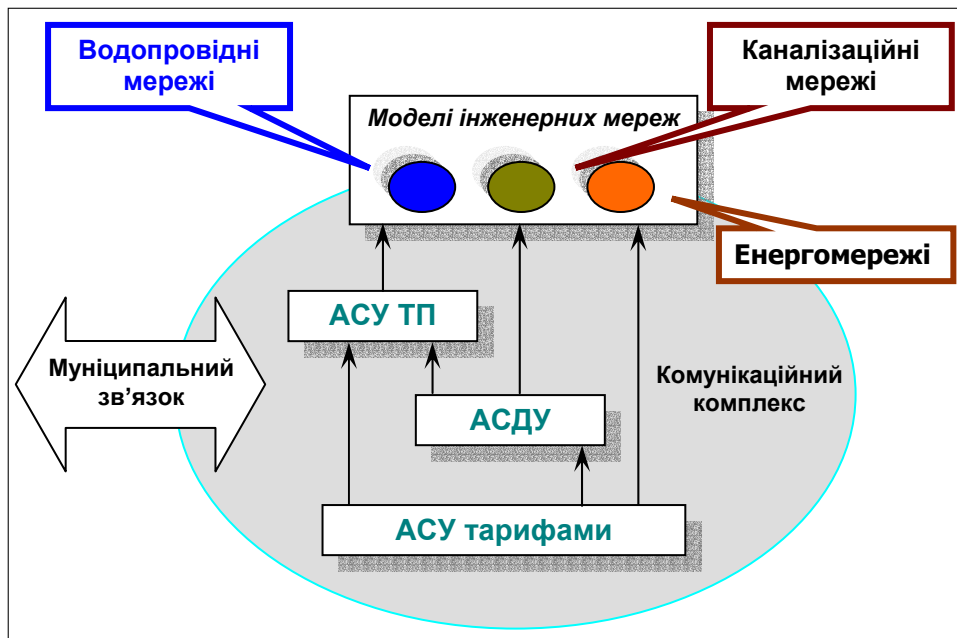 Водопровідні
мережі
Каналізаційні
мережі
Моделі інженерних мереж
Енергомережі
АСУ ТП
Муніципальний
зв’язок
Комунікаційний
комплекс
АСДУ
АСУ тарифами